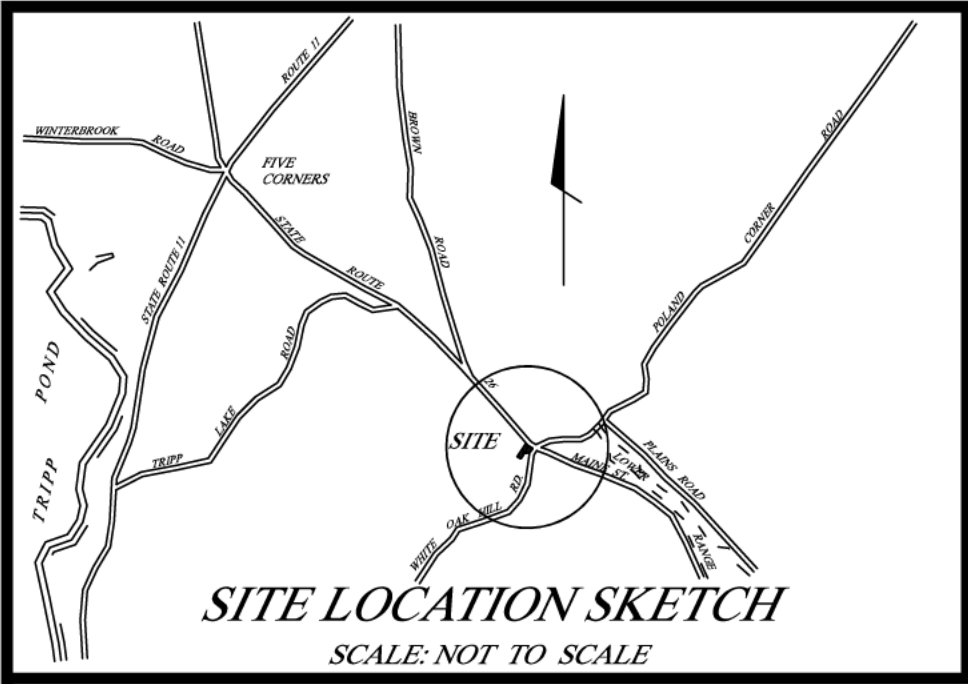 ROUTE 11
WINTERBROOK ROAD
FIVE
CORNERS
BROWN ROAD
STATE ROUTE 26
STATE ROUTE 11
POLAND CORNER ROAD
TRIPP LAKE ROAD
TRIPP POND
SITE
MAINE ST.
LOWER RANGE
PLAINS ROAD
WHITE OAK HILL RD.
SITE LOCATION SKETCH
SCALE: NOT TO SCALE